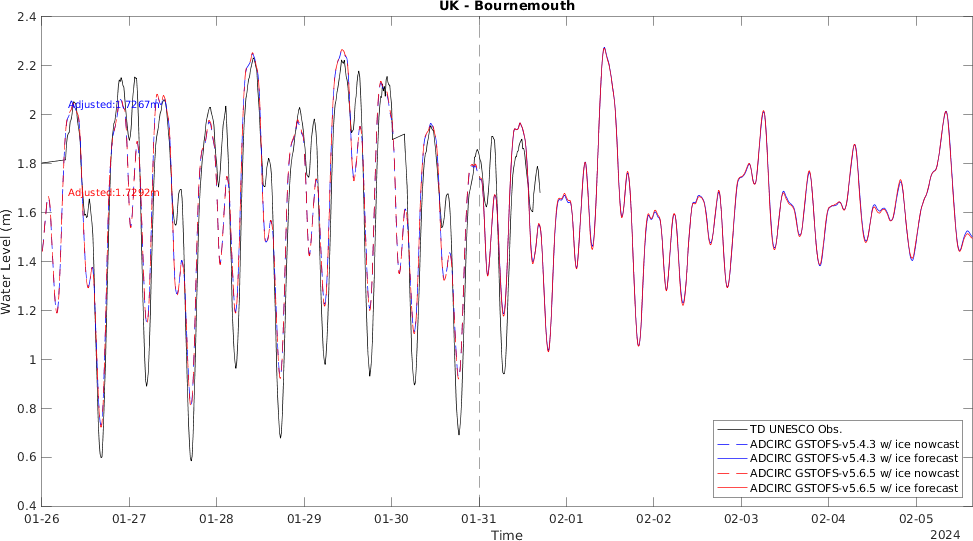 UK - Bournemouth
2.4
2.2
2
1.8
1.6
1.4
1.2
1
0.8
0.6
0.4
Water Level (m)
Adjusted:1.7267m
Adjusted:1.7292m
TD UNESCO Obs.
ADCIRC GSTOFS-v5.4.3 w/ ice nowcast
ADCIRC GSTOFS-v5.4.3 w/ ice forecast
ADCIRC GSTOFS-v5.6.5 w/ ice nowcast
ADCIRC GSTOFS-v5.6.5 w/ ice forecast
01-26 01-27 01-28 01-29 01-30 01-31 02-01 02-02 02-03 02-04 02-05
Time
2024